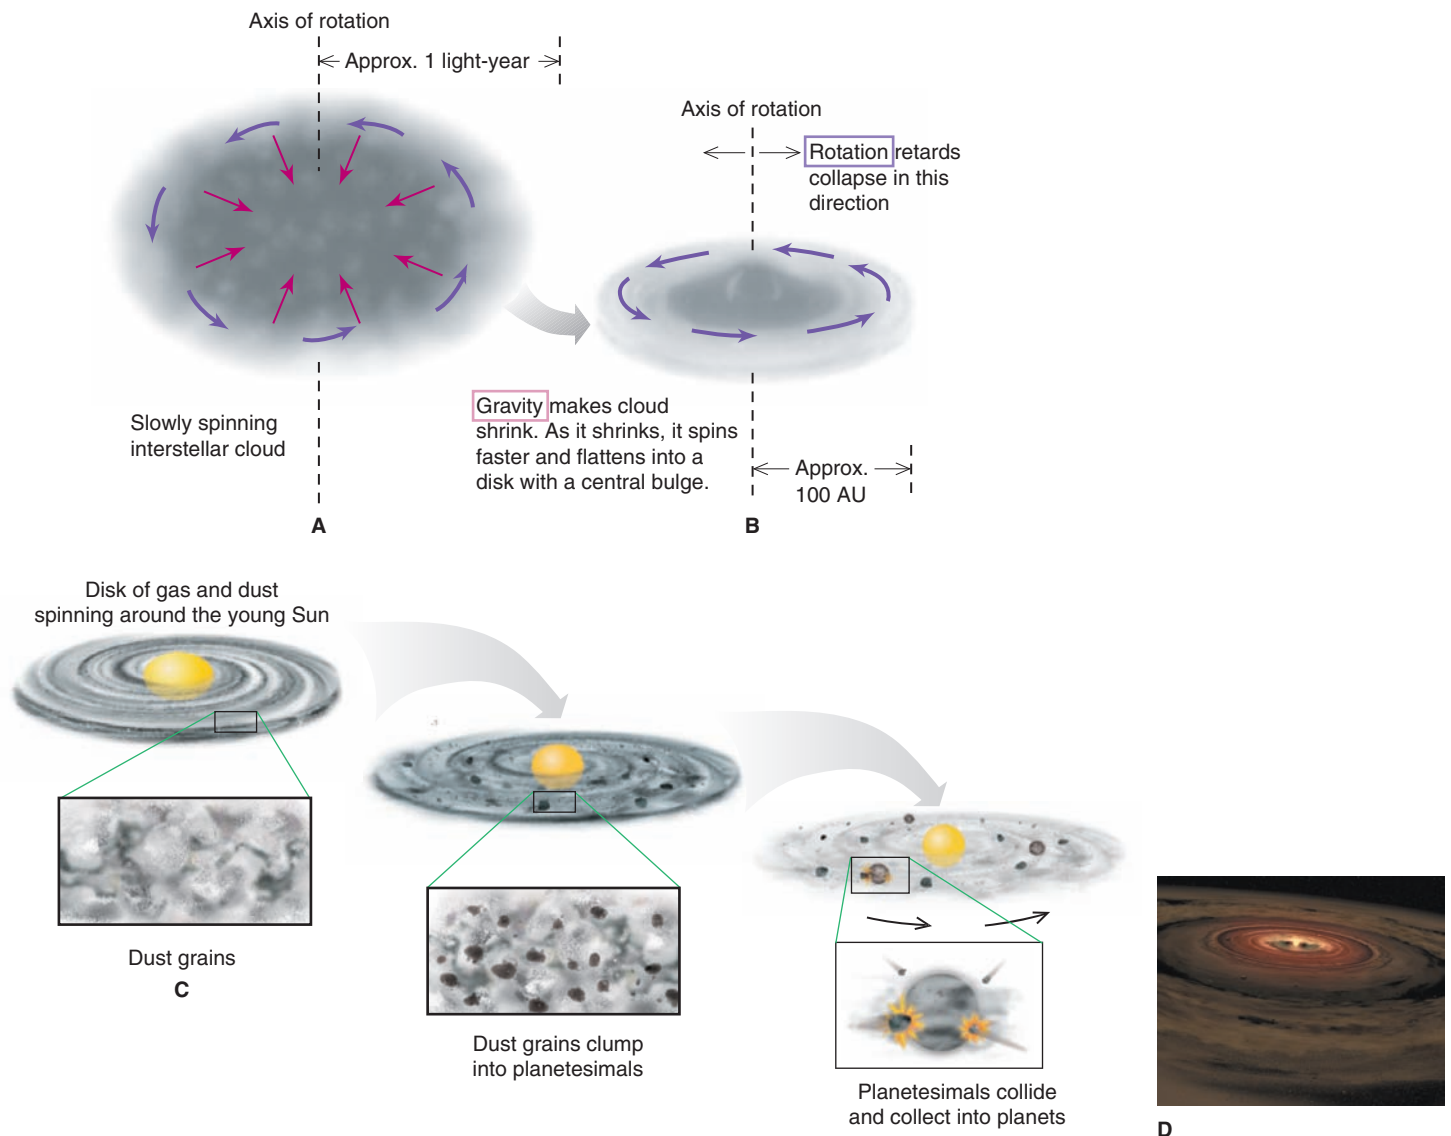 Axis of rotation
Approx. 1 light-year
Axis of rotation
Rotation retards
collapse in this
direction
Slowly spinning
interstellar cloud
Gravity makes cloud
shrink. As it shrinks, it spins
faster and flattens into a
disk with a central bulge.
Approx.
100 AU
A
B
Disk of gas and dust
spinning around the young Sun
Dust grains
C
Dust grains clump
into planetesimals
Planetesimals collide
and collect into planets
D